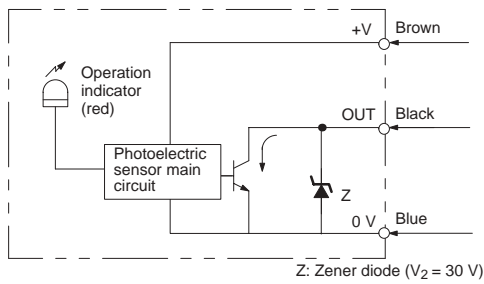 +V Brown
Operation
indicator
(red)
OUT Black
Photoelectric
sensor main
circuit
Z
0 V Blue
Z: Zener diode (V2 = 30 V)